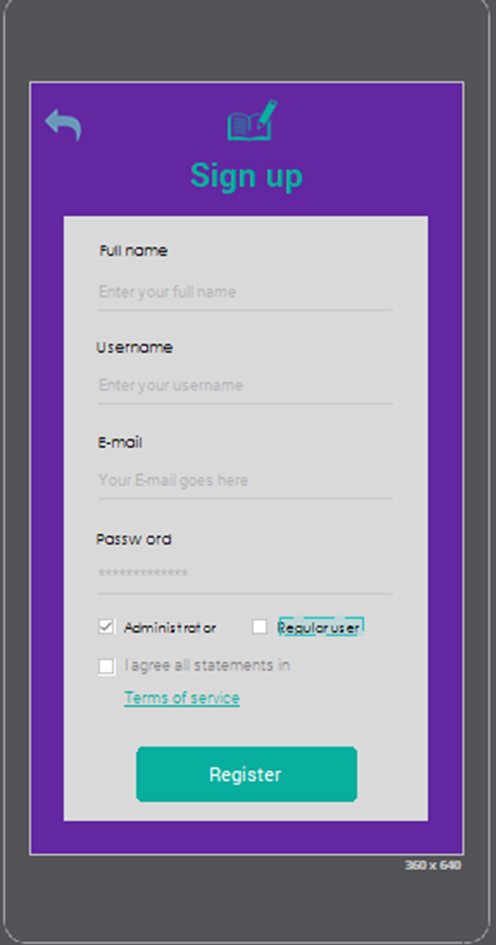 Sign up
Full name
Enter your full name
Username
Enter your username
E-mail
Your E-mail goes here
Passw ord
*************
Administrator Regular user
I agree all statements in
Terms of service
Register
360 x 640